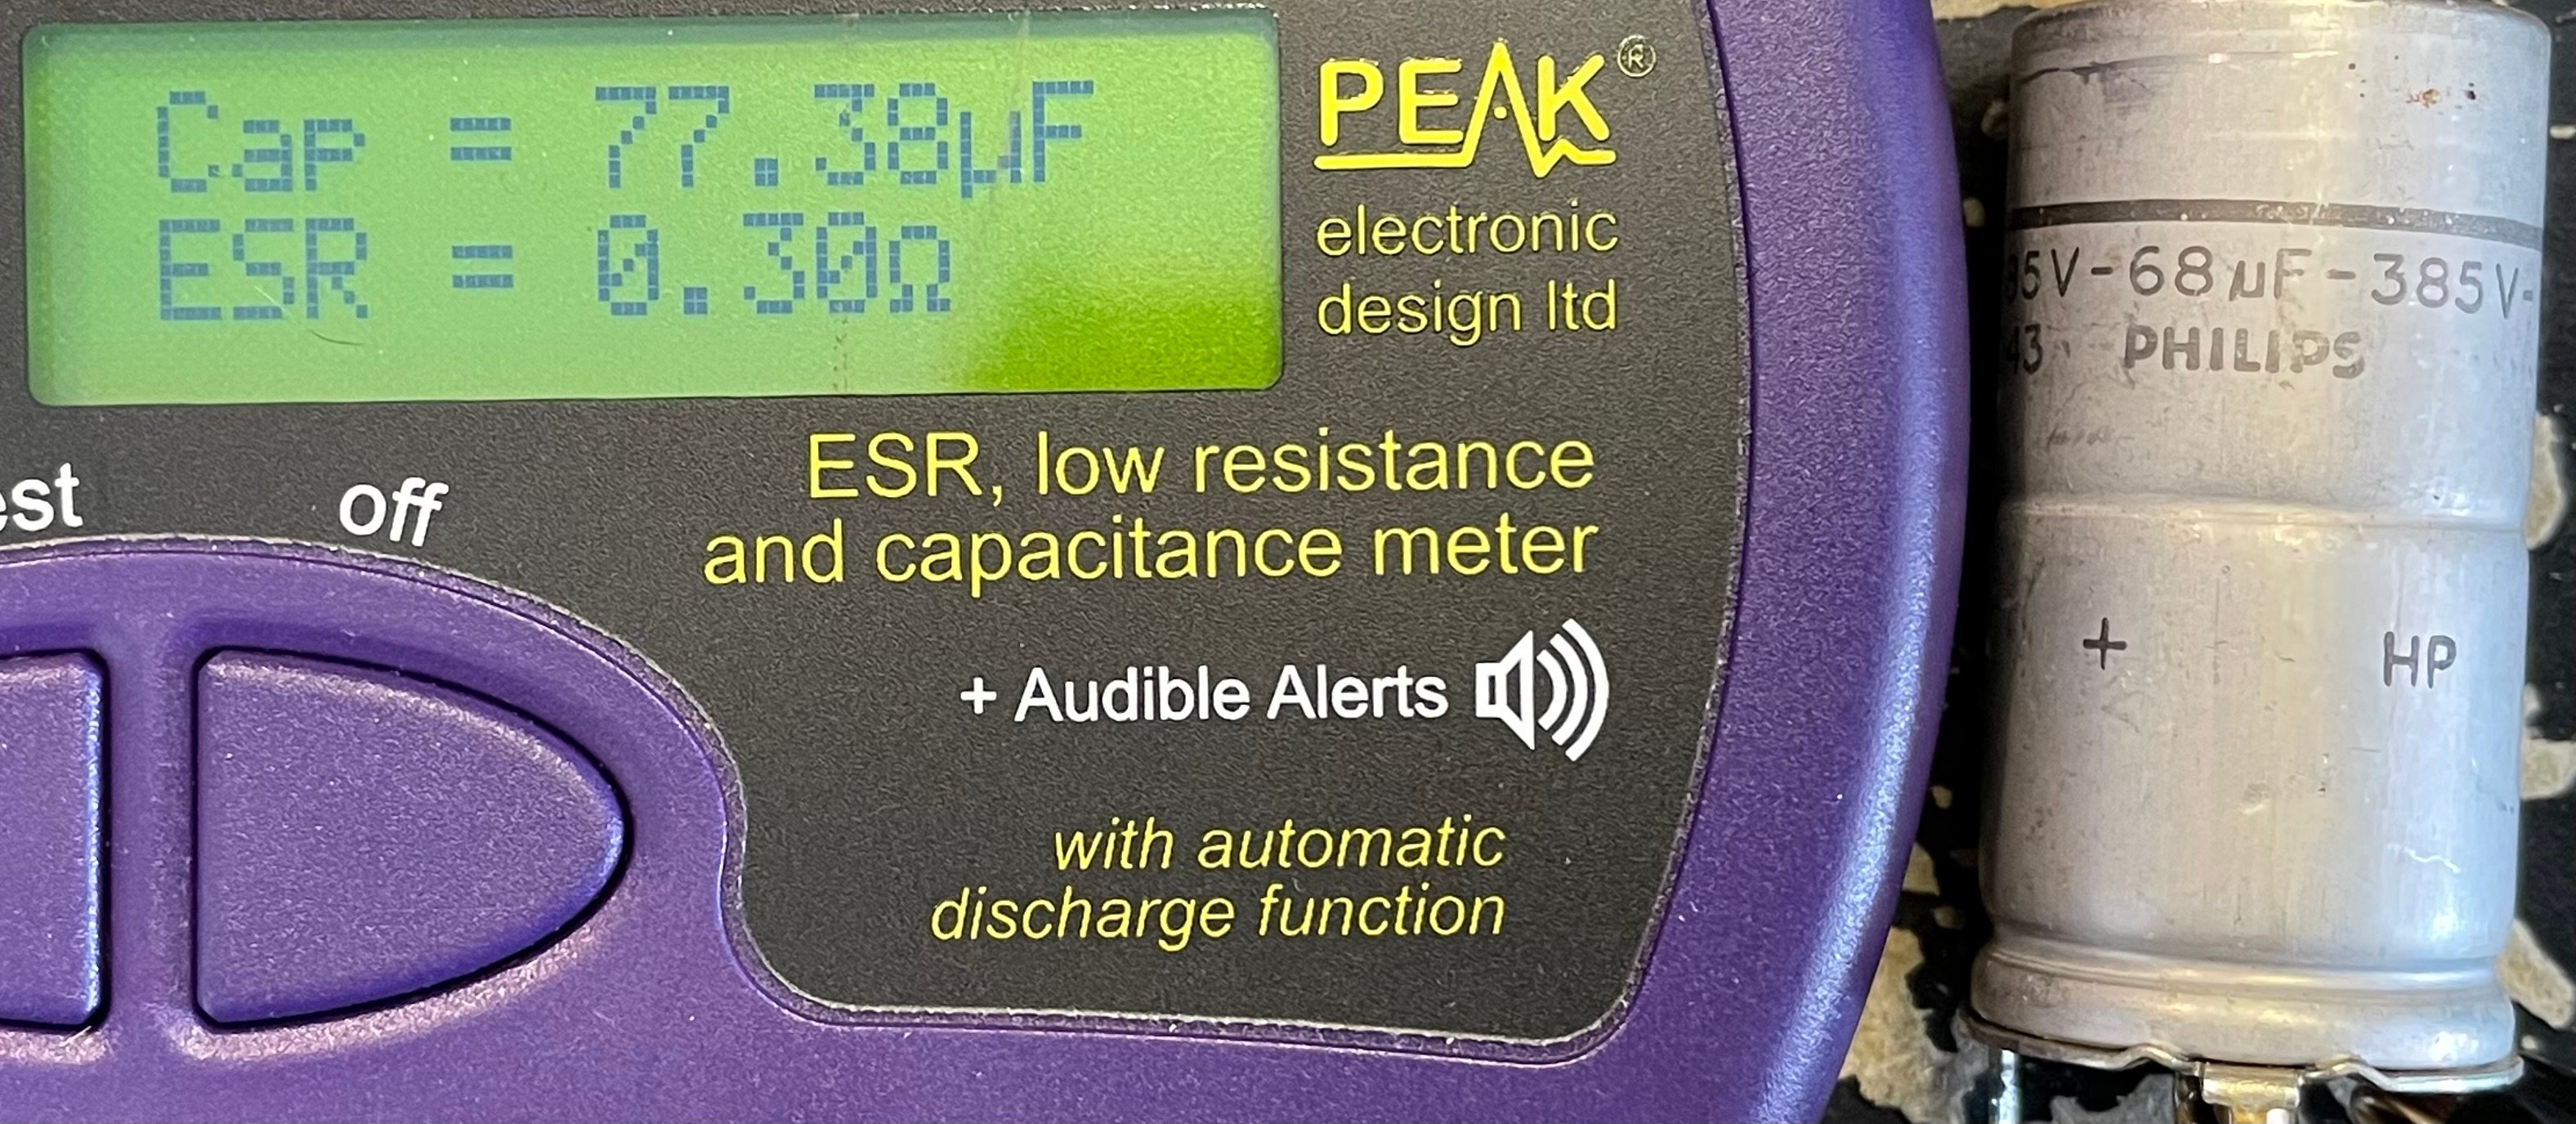 Cap = 77.38µF
ESR = 0.30Ω
PEAK®
electronic
design ltd
est
off
ESR, low resistance
and capacitance meter
+ Audible Alerts
with automatic
discharge function
85V-68µF-385V-
43 PHILIPS
+ HP